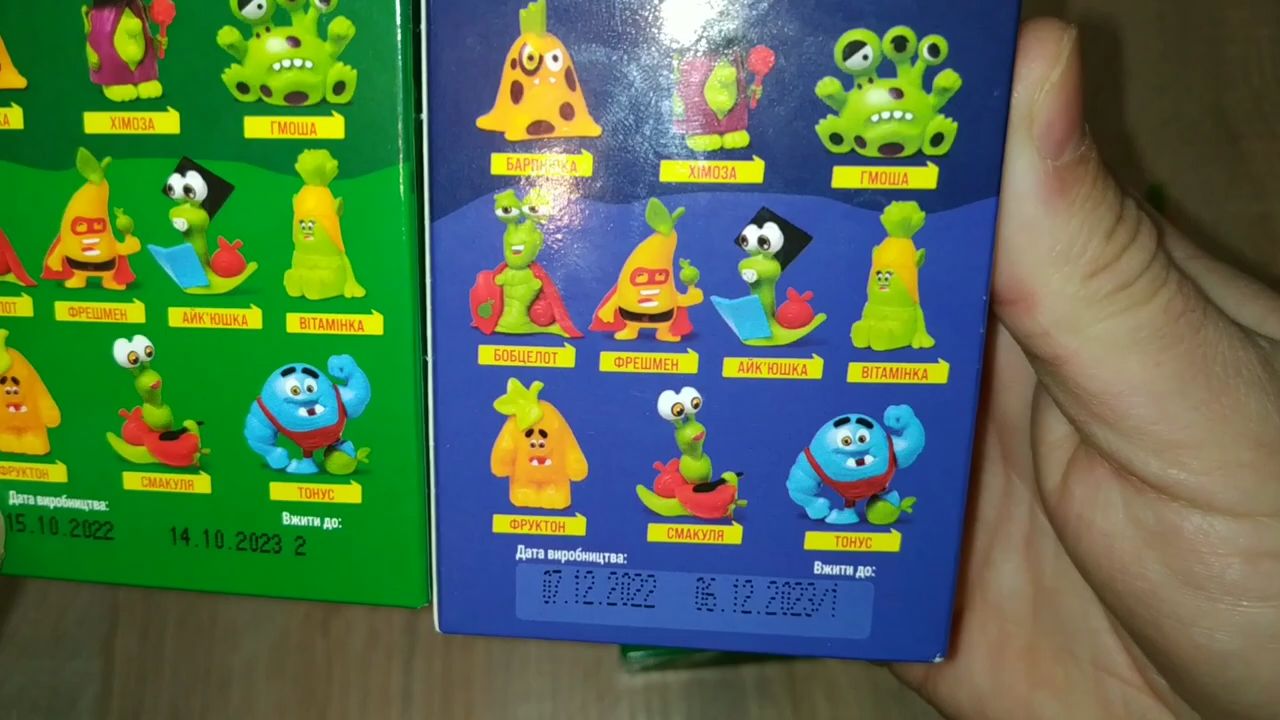 ХІМОЗА
ГМОША
ФРЕШМЕН
АЙК'ЮШКА
ВІТАМІНКА
ФРУКТОН
СМАКУЛЯ
ТОНУС
Дата виробництва:
Вжити до:
15.10.2022 14.10.2023 2
ХІМОЗА
ГМОША
БОБЦЕЛОТ
ФРЕШМЕН
АЙК'ЮШКА
ВІТАМІНКА
ФРУКТОН
СМАКУЛЯ
ТОНУС
Дата виробництва:
Вжити до:
07.12.2022 06.12.2023/1